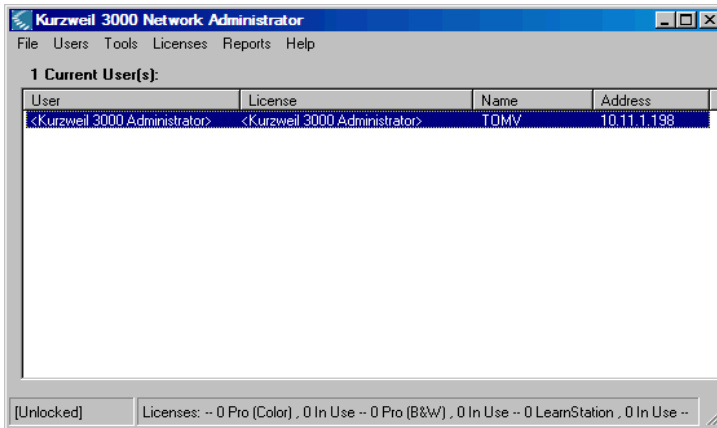 Kurzweil 3000 Network Administrator
File Users Tools Licenses Reports Help
1 Current User(s):
User License Name Address
<Kurzweil 3000 Administrator> <Kurzweil 3000 Administrator> TOMV 10.11.1.198
[Unlocked] Licenses: -- 0 Pro (Color) , 0 In Use -- 0 Pro (B&W) , 0 In Use -- 0 LearnStation , 0 In Use --